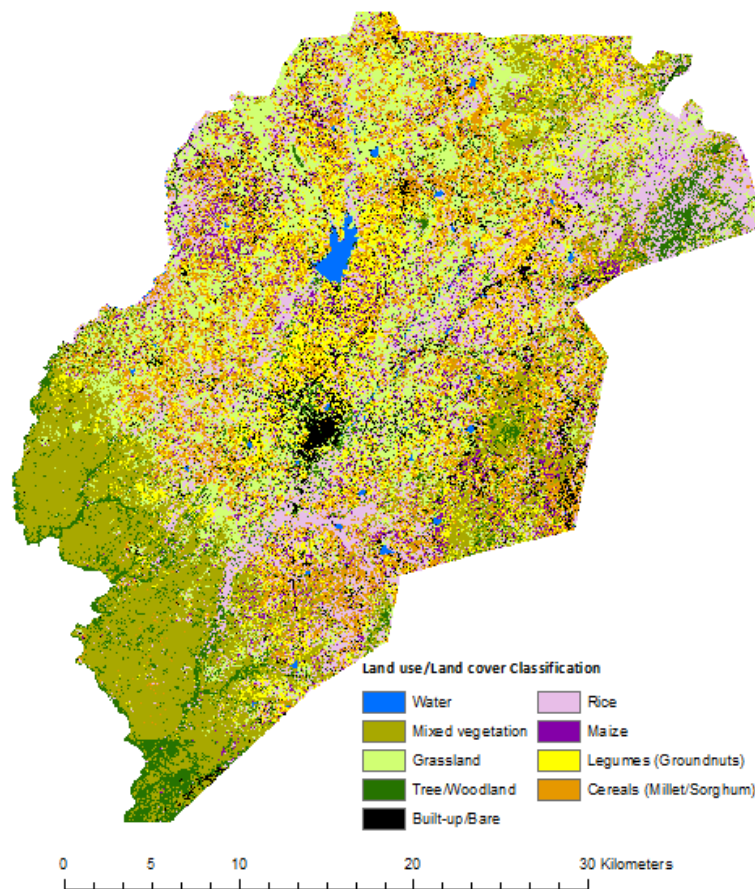 Land use/Land cover Classification
Water
Rice
Mixed vegetation
Maize
Grassland
Legumes (Groundnuts)
Tree/Woodland
Cereals (Millet/Sorghum)
Built-up/Bare
0 5 10 20 30 Kilometers